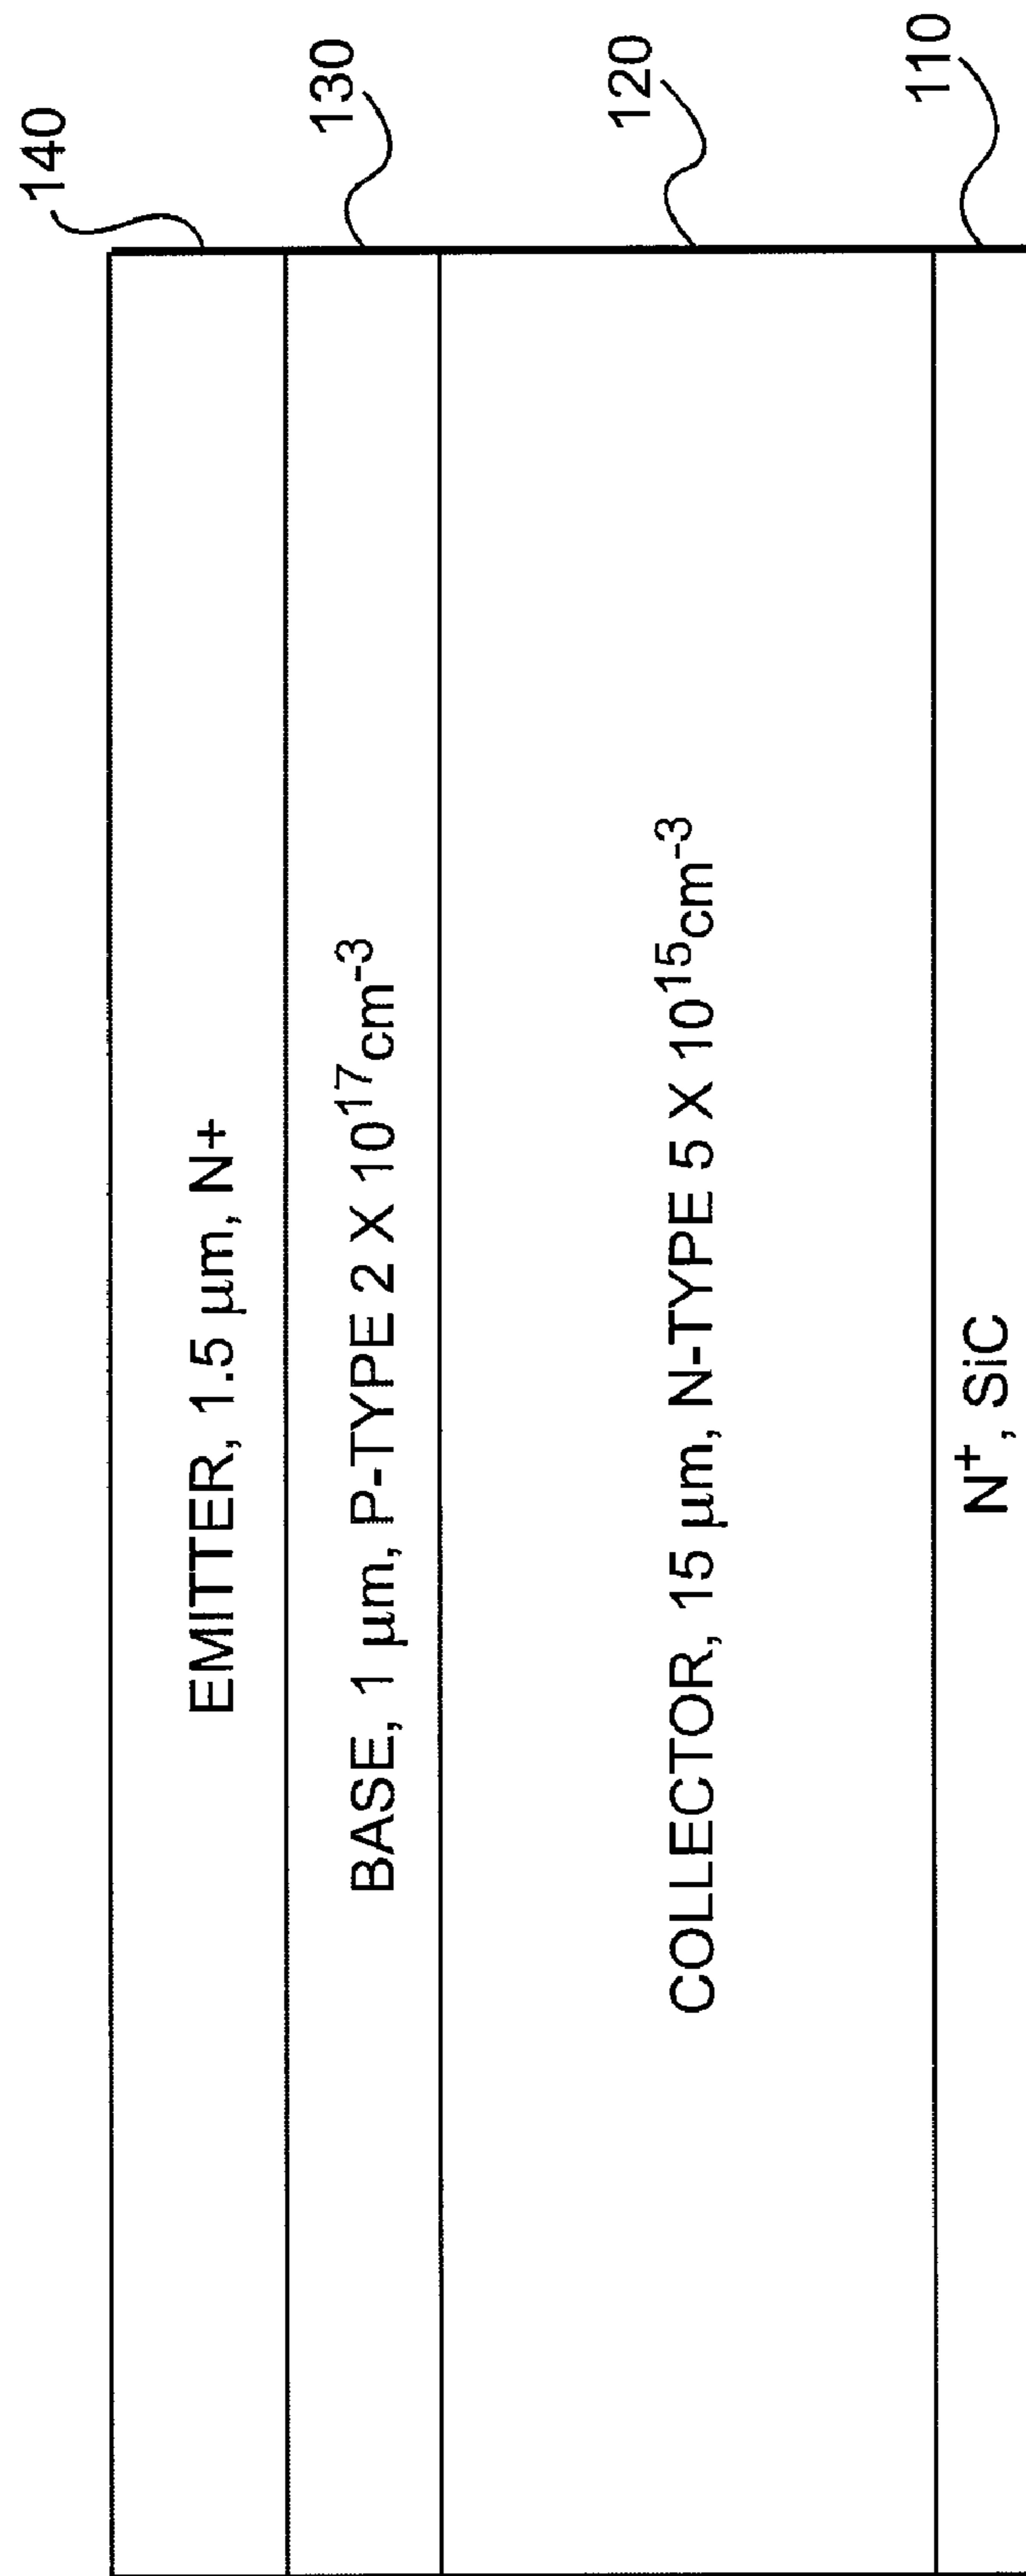 140
EMITTER, 1.5 μm, N+
130
BASE, 1 μm, P-TYPE 2 X 10¹⁷cm⁻³
120
COLLECTOR, 15 μm, N-TYPE 5 X 10¹⁵cm⁻³
110
N⁺, SiC